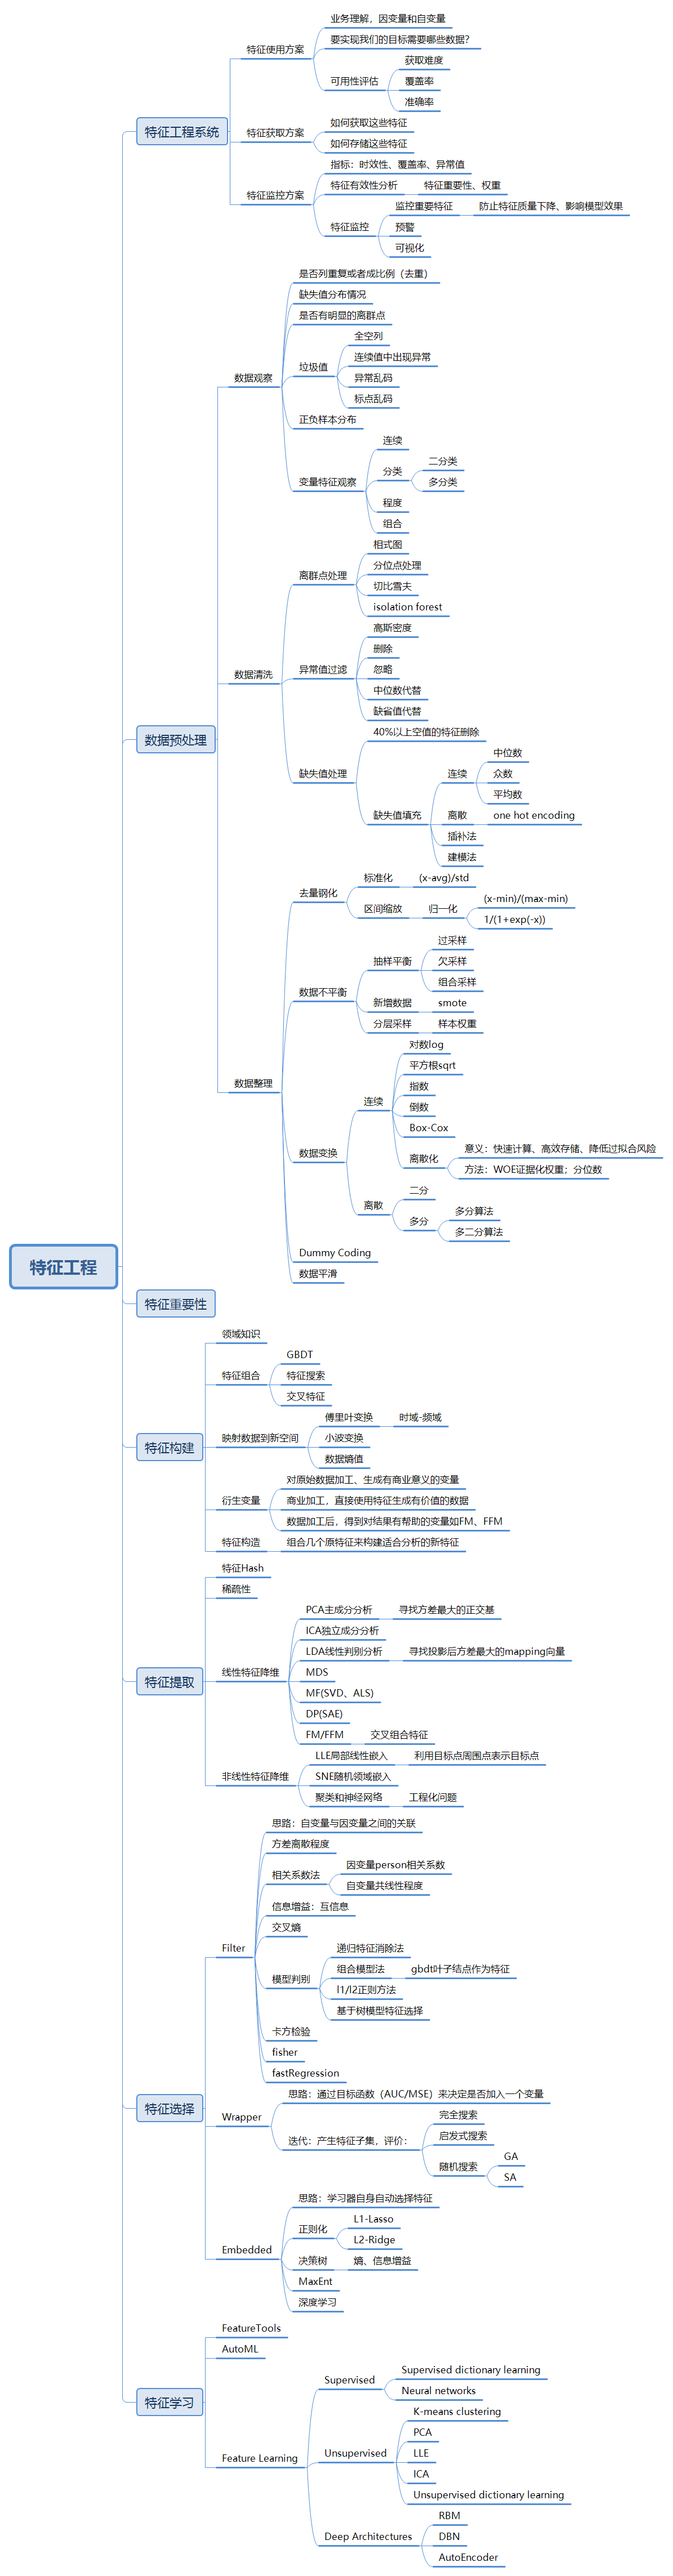 特征工程
特征工程系统
特征使用方案
业务理解，因变量和自变量
要实现我们的目标需要哪些数据?
可用性评估
获取难度
覆盖率
准确率
特征获取方案
如何获取这些特征
如何存储这些特征
特征监控方案
指标：时效性、覆盖率、异常值
特征有效性分析
特征重要性、权重
特征监控
监控重要特征
防止特征质量下降、影响模型效果
预警
可视化
数据预处理
数据观察
是否列重复或者成比例（去重）
缺失值分布情况
是否有明显的离群点
垃圾值
全空列
连续值中出现异常
异常乱码
标点乱码
正负样本分布
变量特征观察
连续
分类
二分类
多分类
程度
组合
数据清洗
离群点处理
相式图
分位点处理
切比雪夫
isolation forest
异常值过滤
高斯密度
删除
忽略
中位数代替
缺省值代替
缺失值处理
40%以上空值的特征删除
缺失值填充
连续
中位数
众数
平均数
离散
one hot encoding
插补法
建模法
数据整理
去量钢化
标准化
(x-avg)/std
区间缩放
归一化
(x-min)/(max-min)
1/(1+exp(-x))
数据不平衡
抽样平衡
过采样
欠采样
组合采样
新增数据
smote
分层采样
样本权重
数据变换
连续
对数log
平方根sqrt
指数
倒数
Box-Cox
离散化
意义：快速计算、高效存储、降低过拟合风险
方法：WOE证据化权重；分位数
离散
二分
多分
多分算法
多二分算法
Dummy Coding
数据平滑
特征重要性
特征构建
领域知识
特征组合
GBDT
特征搜索
交叉特征
映射数据到新空间
傅里叶变换
时域-频域
小波变换
数据熵值
衍生变量
对原始数据加工、生成有商业意义的变量
商业加工，直接使用特征生成有价值的数据
数据加工后，得到对结果有帮助的变量如FM、FFM
特征构造
组合几个原特征来构建适合分析的新特征
特征提取
特征Hash
稀疏性
线性特征降维
PCA主成分分析
寻找方差最大的正交基
ICA独立成分分析
LDA线性判别分析
寻找投影后方差最大的mapping向量
MDS
MF(SVD、ALS)
DP(SAE)
FM/FFM
交叉组合特征
非线性特征降维
LLE局部线性嵌入
利用目标点周围点表示目标点
SNE随机领域嵌入
聚类和神经网络
工程化问题
特征选择
Filter
思路：自变量与因变量之间的关联
方差离散程度
相关系数法
因变量person相关系数
自变量共线性程度
信息增益：互信息
交叉熵
模型判别
递归特征消除法
组合模型法
gbdt叶子结点作为特征
l1/l2正则方法
基于树模型特征选择
卡方检验
fisher
fastRegression
Wrapper
思路：通过目标函数（AUC/MSE）来决定是否加入一个变量
迭代：产生特征子集，评价：
完全搜索
启发式搜索
随机搜索
GA
SA
Embedded
思路：学习器自身自动选择特征
正则化
L1-Lasso
L2-Ridge
决策树
熵、信息增益
MaxEnt
深度学习
特征学习
FeatureTools
AutoML
Feature Learning
Supervised
Supervised dictionary learning
Neural networks
Unsupervised
K-means clustering
PCA
LLE
ICA
Unsupervised dictionary learning
Deep Architectures
RBM
DBN
AutoEncoder